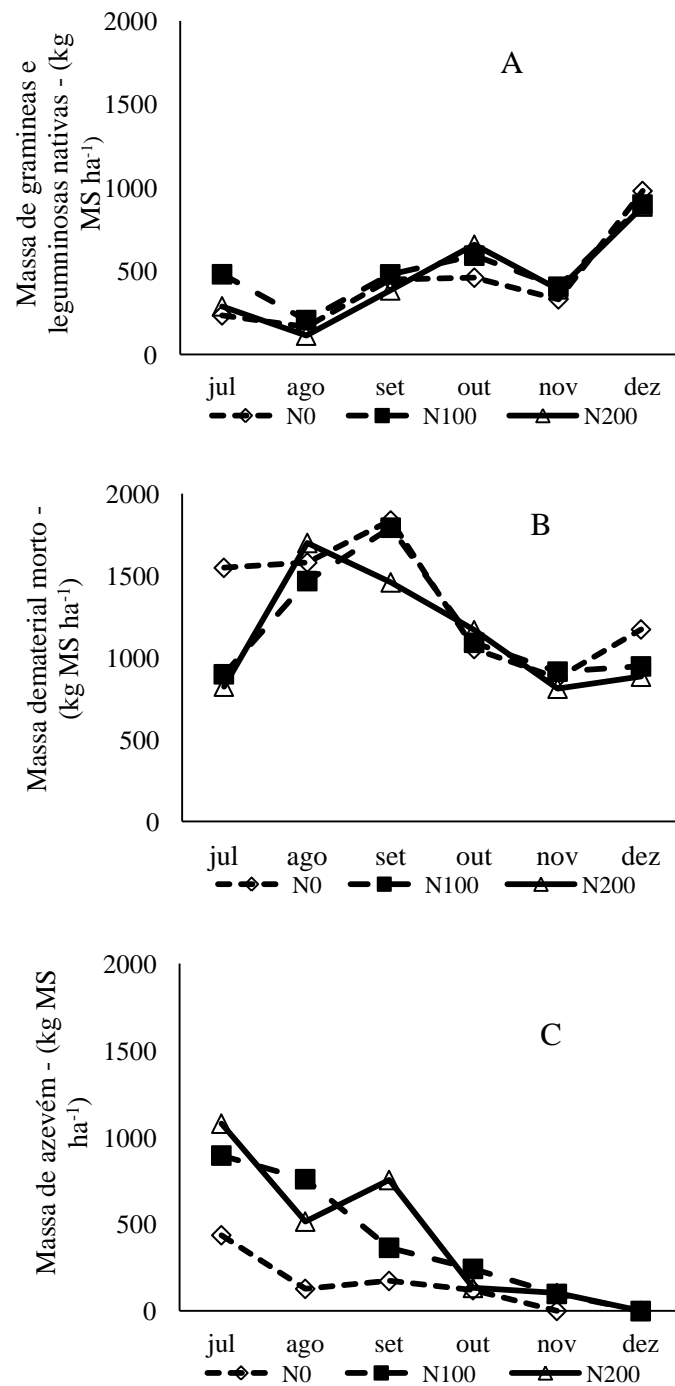 Massa de gramineas e
legumninosas nativas - (kg
MS ha-1)
2000
1500
1000
500
0
A
jul ago set out nov dez
N0 N100 N200
Massa dematerial morto -
(kg MS ha-1)
2000
1500
1000
500
0
B
jul ago set out nov dez
N0 N100 N200
Massa de azevém - (kg MS
ha-1)
2000
1500
1000
500
0
C
jul ago set out nov dez
N0 N100 N200